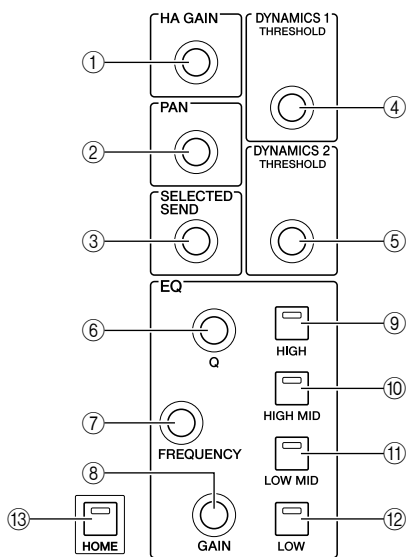 HA GAIN
DYNAMICS 1
THRESHOLD
①
④
PAN
②
DYNAMICS 2
THRESHOLD
SELECTED
SEND
③
⑤
EQ
⑥
Q
⑨
HIGH
⑩
HIGH MID
⑦
FREQUENCY
⑪
LOW MID
⑧
GAIN
⑫
LOW
⑬
HOME